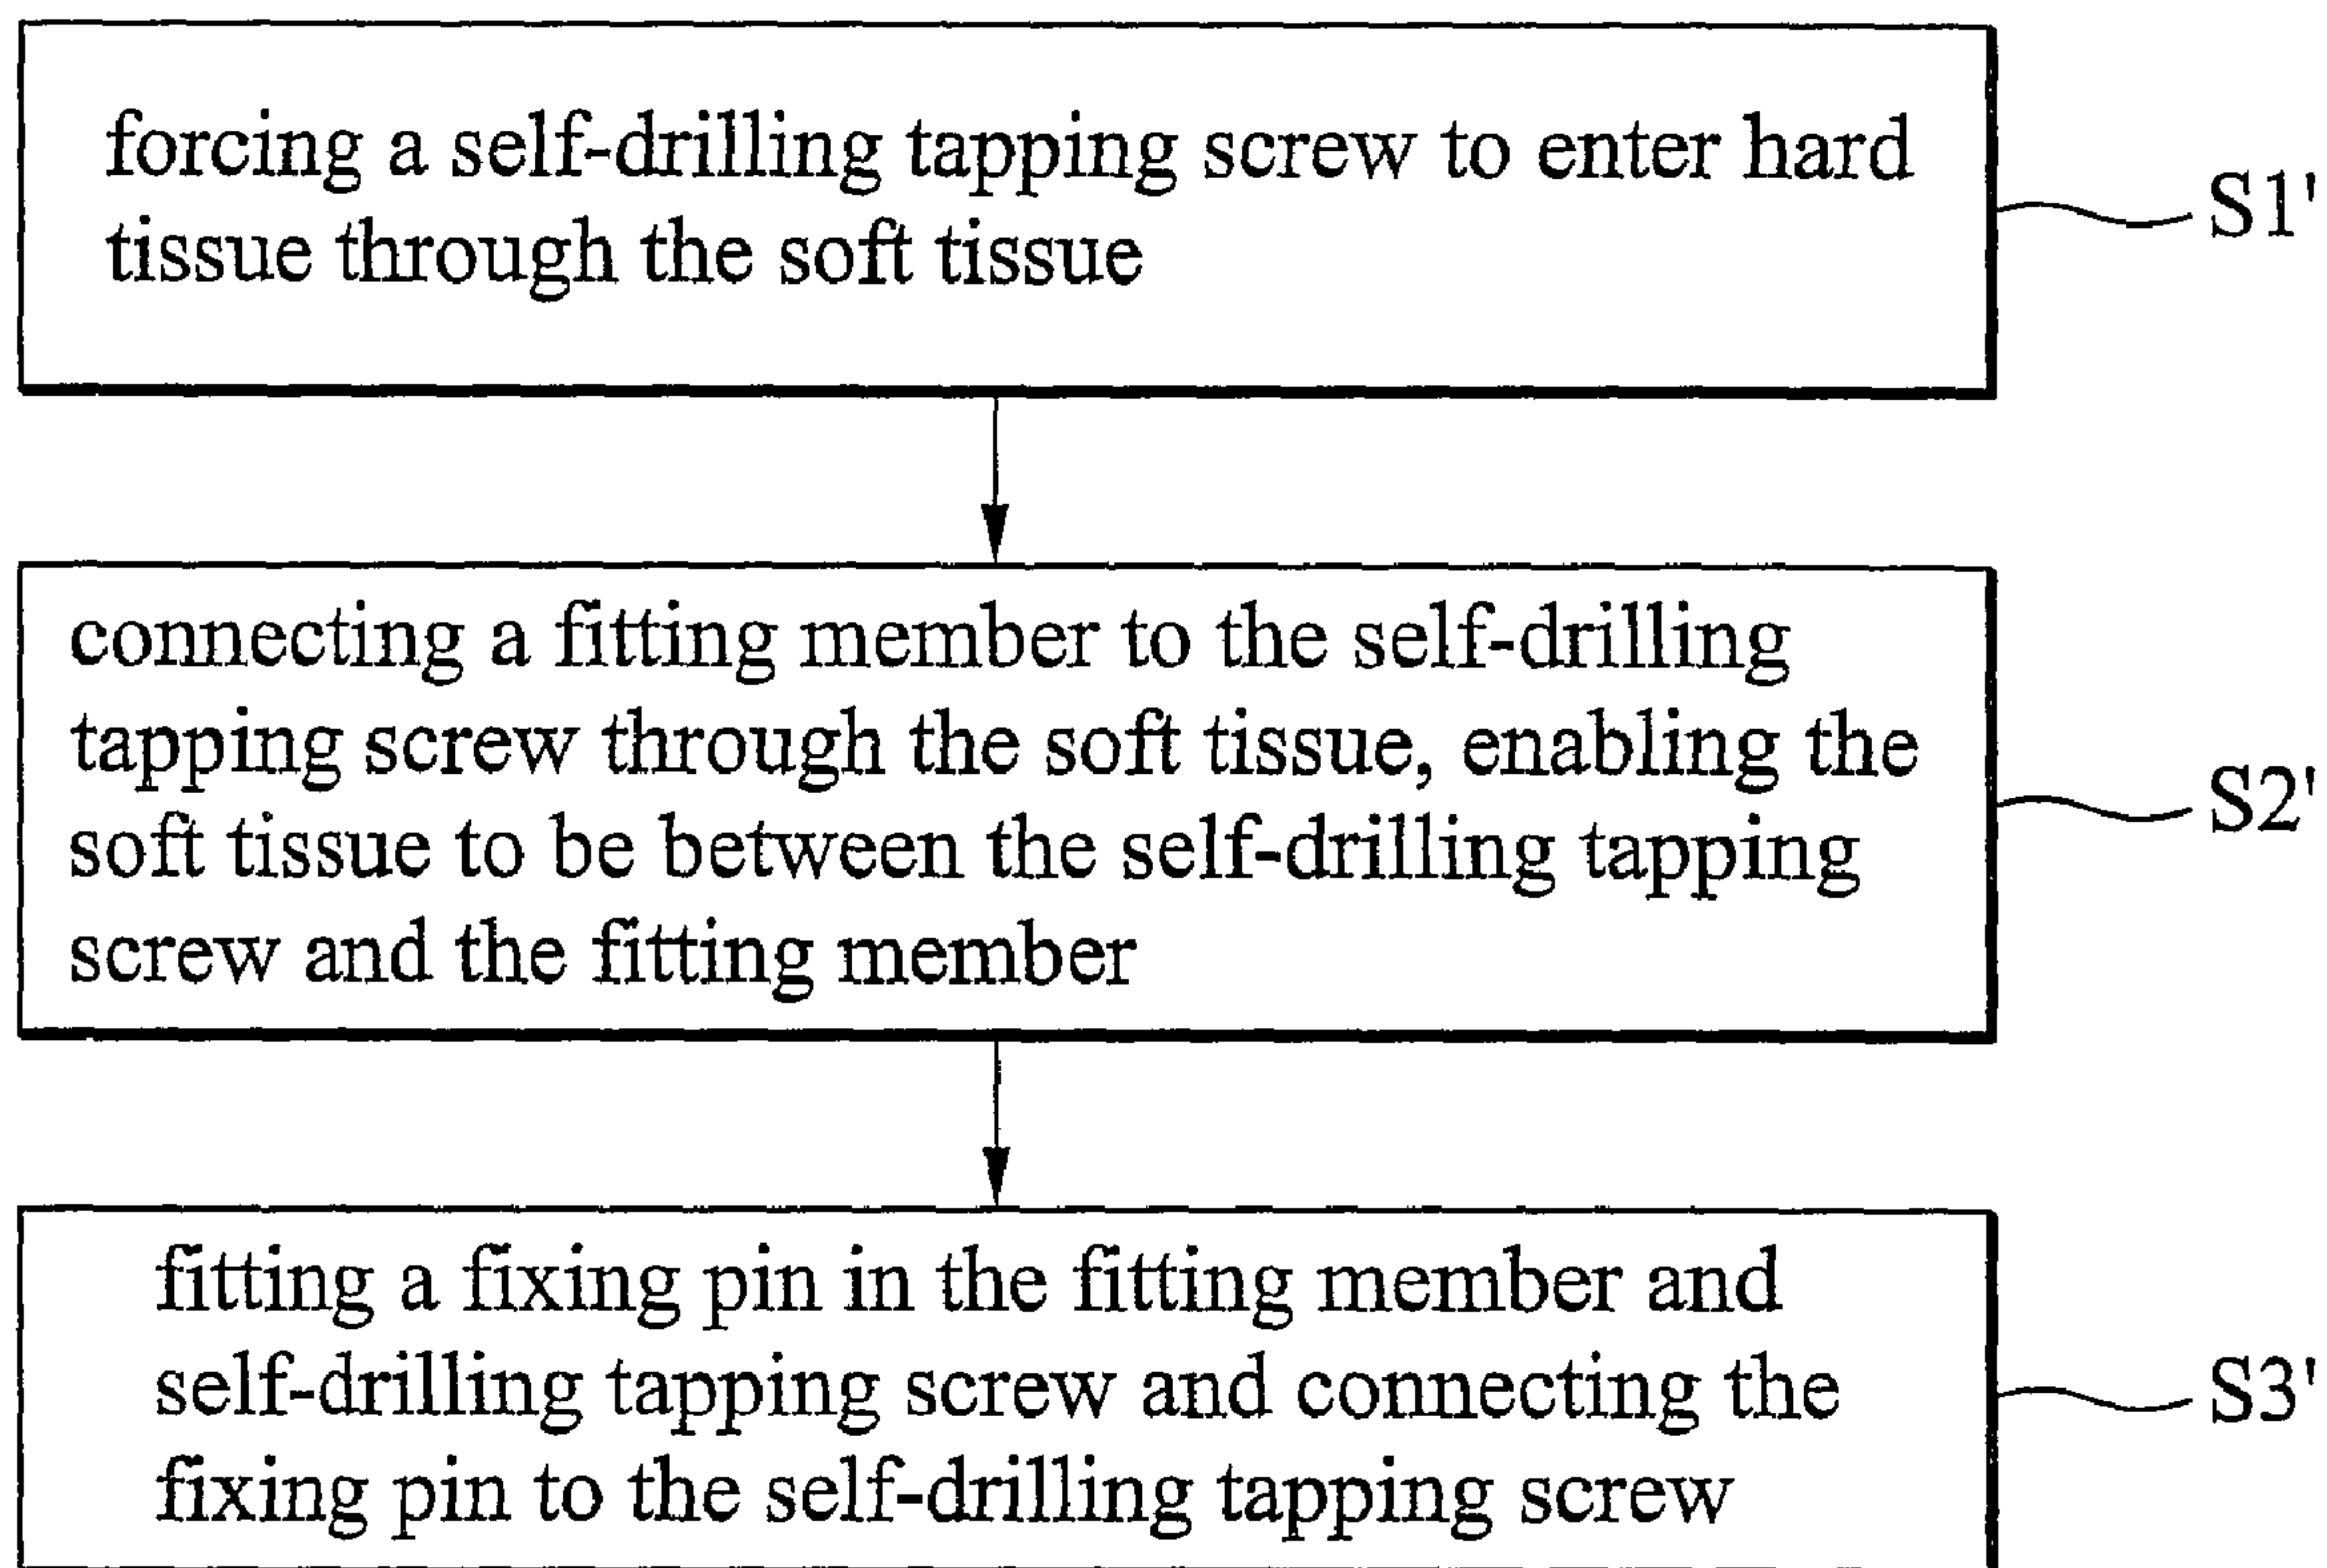 forcing a self-drilling tapping screw to enter hard
tissue through the soft tissue
S1'
connecting a fitting member to the self-drilling
tapping screw through the soft tissue, enabling the
soft tissue to be between the self-drilling tapping
screw and the fitting member
S2'
fitting a fixing pin in the fitting member and
self-drilling tapping screw and connecting the
fixing pin to the self-drilling tapping screw
S3'